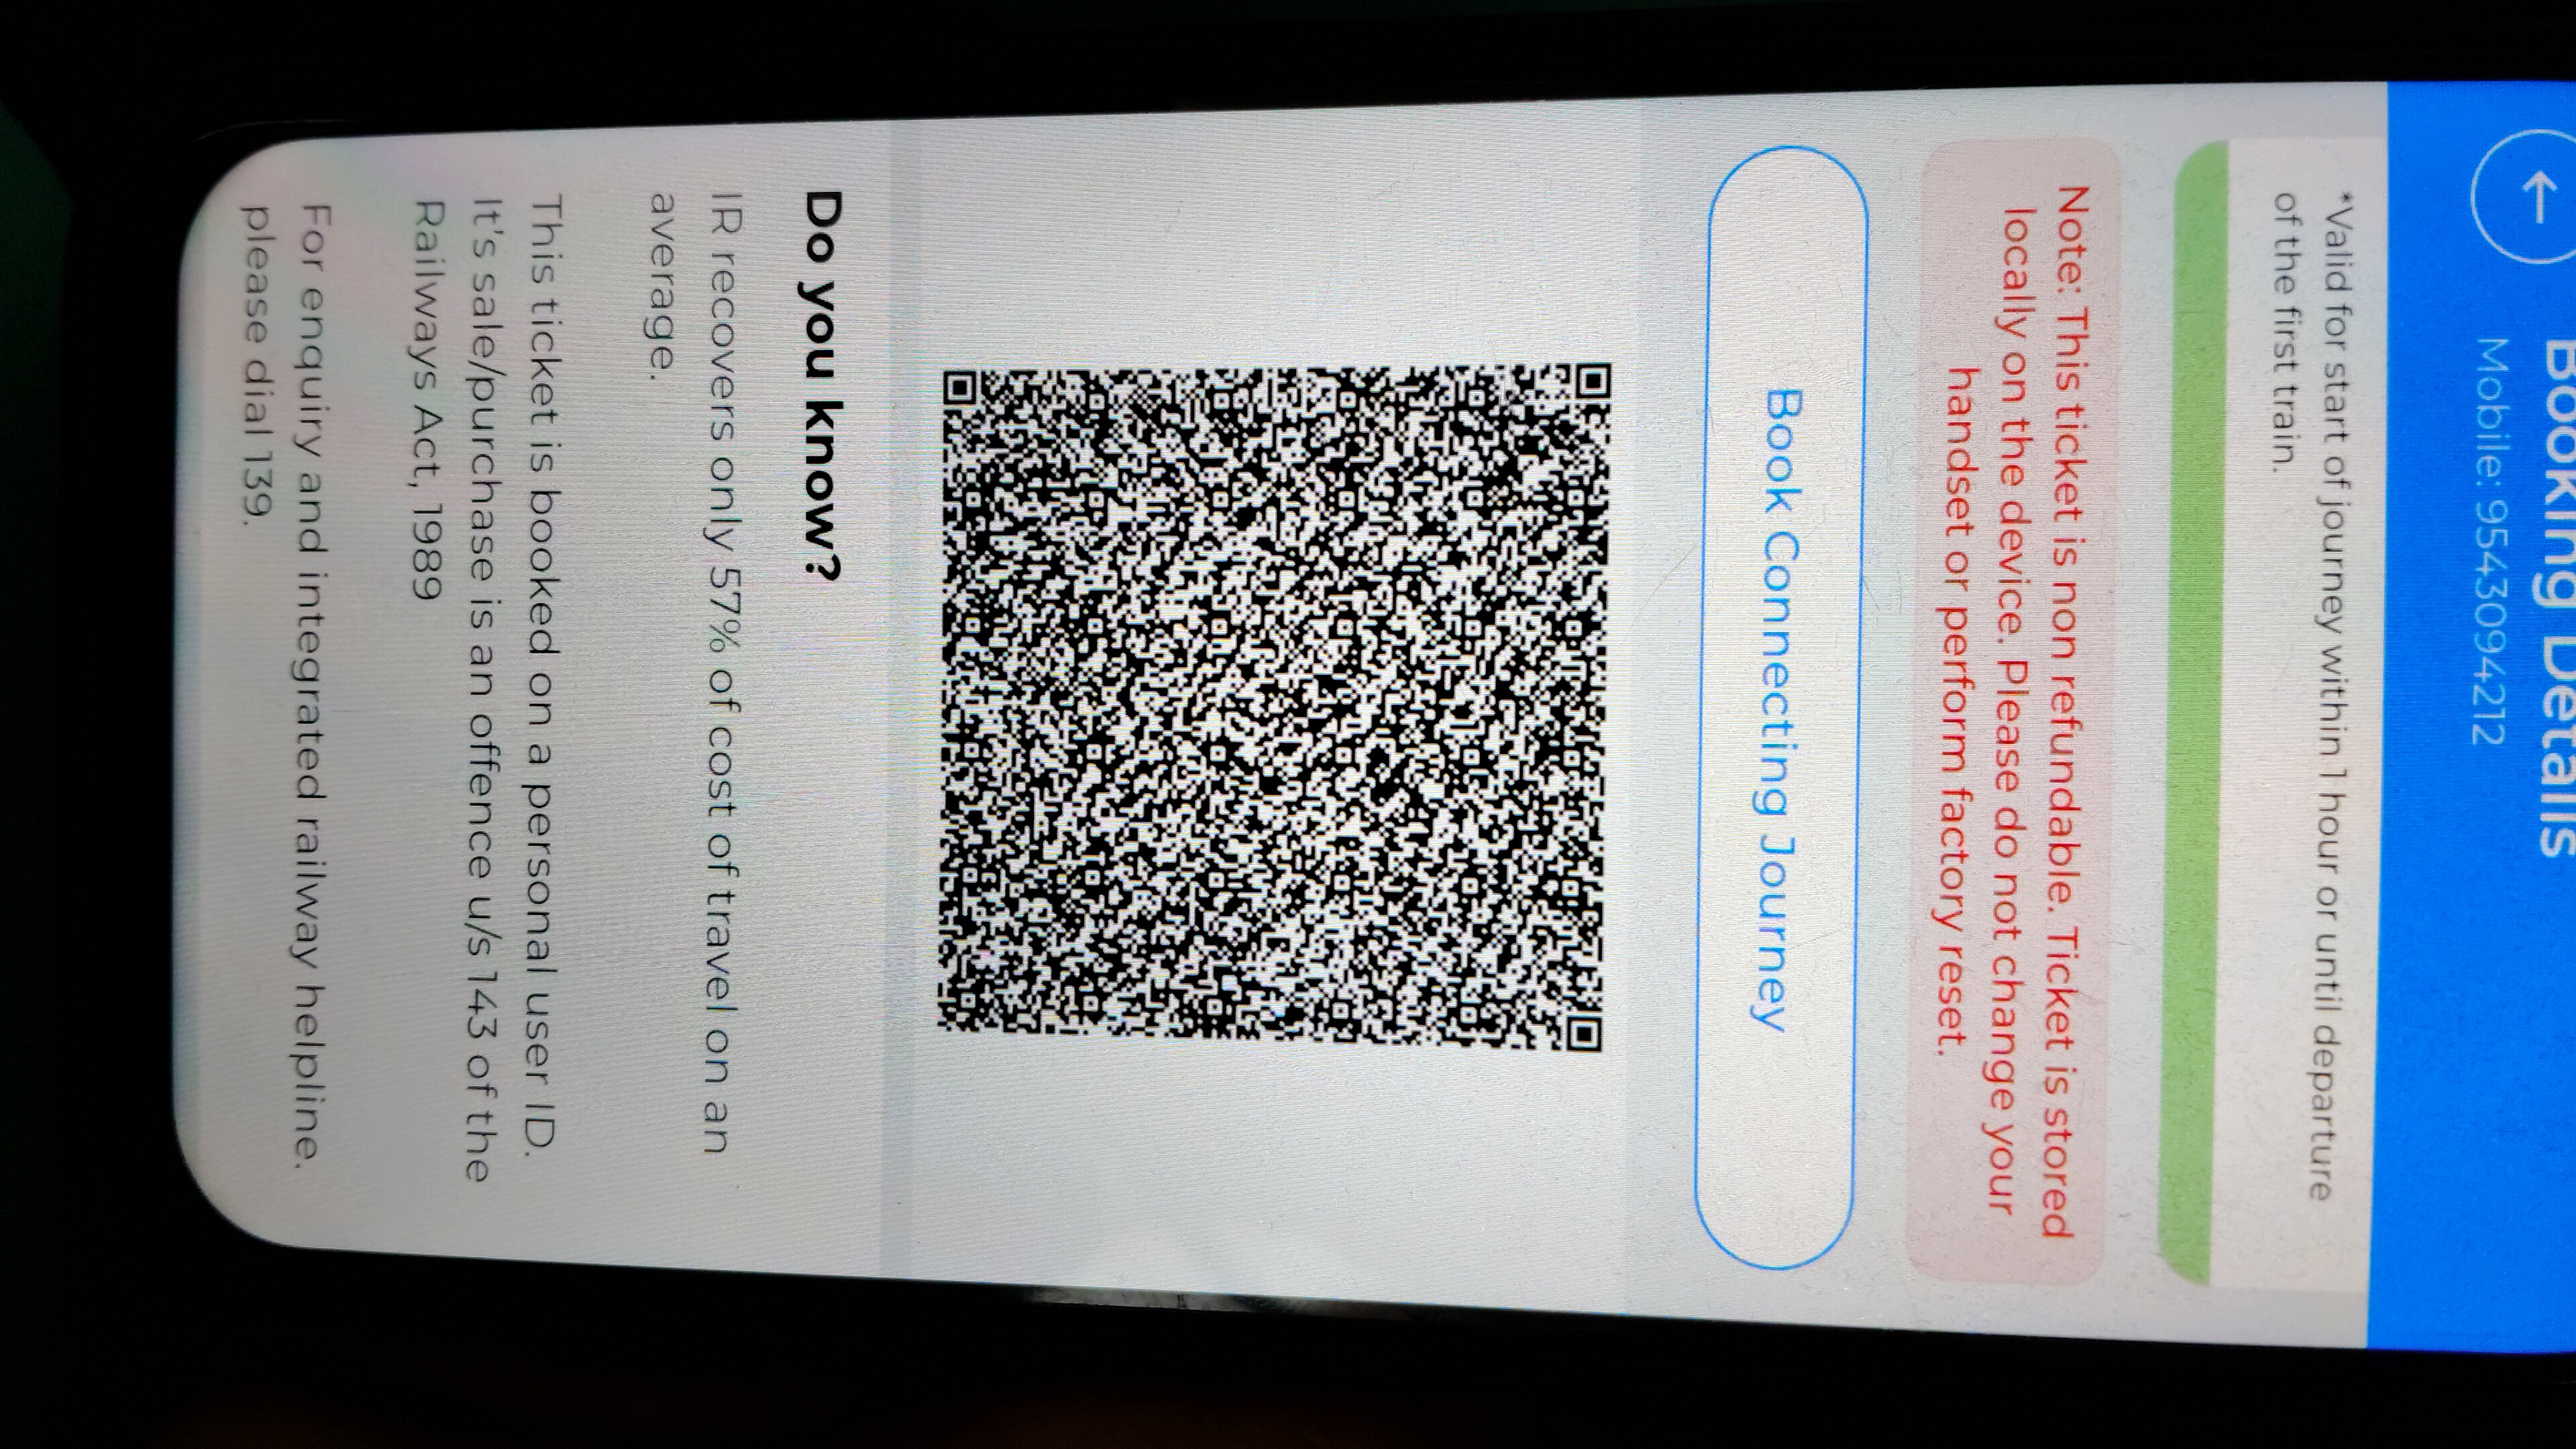 Booking Details
Mobile: 9543094212
*Valid for start of journey within 1 hour or until departure
of the first train.
Note: This ticket is non refundable. Ticket is stored
locally on the device. Please do not change your
handset or perform factory reset.
Book Connecting Journey
Do you know?
IR recovers only 57% of cost of travel on an
average.
This ticket is booked on a personal user ID.
It's sale/purchase is an offence u/s 143 of the
Railways Act, 1989
For enquiry and integrated railway helpline,
please dial 139.